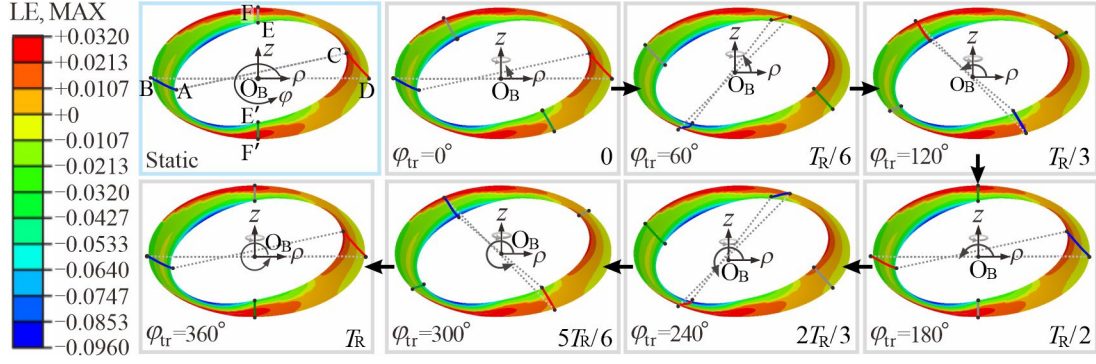 LE, MAX
+0.0320
+0.0213
+0.0107
+0
−0.0107
−0.0213
−0.0320
−0.0427
−0.0533
−0.0640
−0.0747
−0.0853
−0.0960
F
E
z
C
B
A
O_B
ρ
D
φ
E′
F′
Static
z
O_B
ρ
φ_tr=0°
0
z
O_B
ρ
φ_tr=60°
T_R/6
z
O_B
ρ
φ_tr=120°
T_R/3
z
O_B
ρ
φ_tr=360°
T_R
z
O_B
ρ
φ_tr=300°
5T_R/6
z
O_B
ρ
φ_tr=240°
2T_R/3
z
O_B
ρ
φ_tr=180°
T_R/2